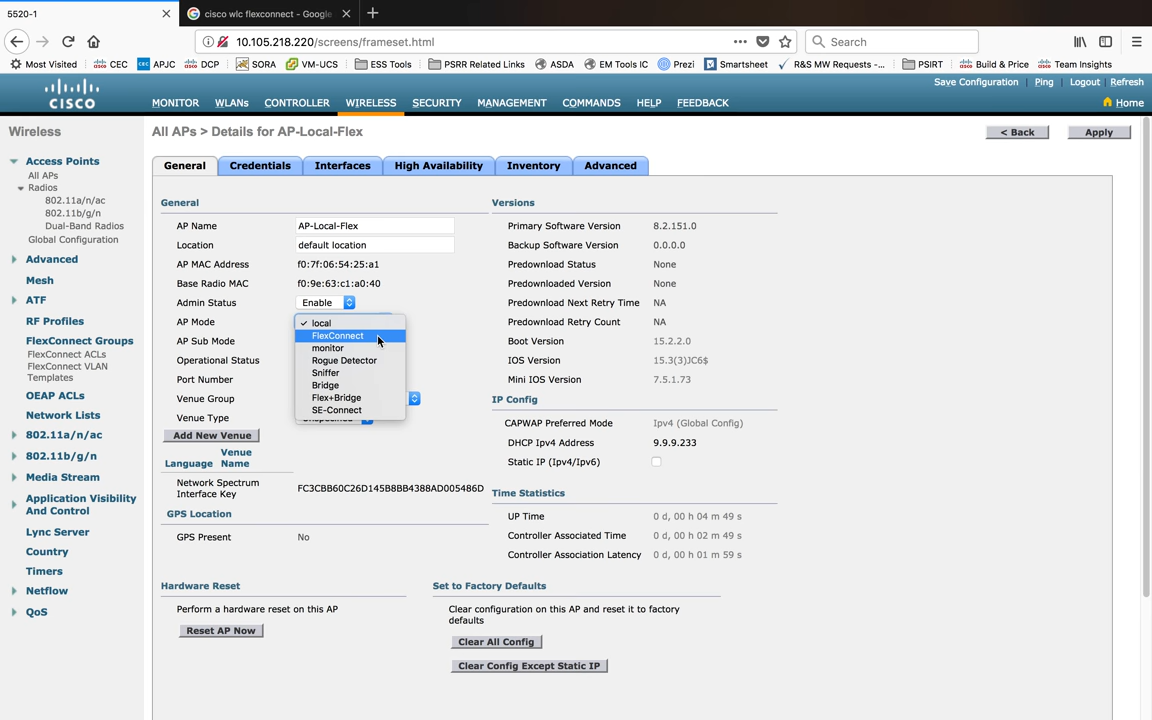 5520-1
cisco wlc flexconnect - Google
10.105.218.220/screens/frameset.html
Search
Most Visited
CEC
APJC
DCP
SORA
VM-UCS
ESS Tools
PSRR Related Links
ASDA
EM Tools IC
Prezi
Smartsheet
R&S MW Requests -...
PSIRT
Build & Price
Team Insights
Save Configuration | Ping | Logout | Refresh
CISCO
MONITOR WLANs CONTROLLER WIRELESS SECURITY MANAGEMENT COMMANDS HELP FEEDBACK
Home
Wireless
Access Points
All APs
Radios
802.11a/n/ac
802.11b/g/n
Dual-Band Radios
Global Configuration
Advanced
Mesh
ATF
RF Profiles
FlexConnect Groups
FlexConnect ACLs
FlexConnect VLAN
Templates
OEAP ACLs
Network Lists
802.11a/n/ac
802.11b/g/n
Media Stream
Application Visibility
And Control
Lync Server
Country
Timers
Netflow
QoS
All APs > Details for AP-Local-Flex
< Back
Apply
General
Credentials
Interfaces
High Availability
Inventory
Advanced
General
AP Name AP-Local-Flex
Location default location
AP MAC Address f0:7f:06:54:25:a1
Base Radio MAC f0:9e:63:c1:a0:40
Admin Status Enable
AP Mode
AP Sub Mode
Operational Status
Port Number
Venue Group
Venue Type
✓ local
FlexConnect
monitor
Rogue Detector
Sniffer
Bridge
Flex+Bridge
SE-Connect
Add New Venue
Language Venue
Name
Network Spectrum
Interface Key FC3CBB60C26D145B8BB4388AD005486D
GPS Location
GPS Present No
Versions
Primary Software Version 8.2.151.0
Backup Software Version 0.0.0.0
Predownload Status None
Predownloaded Version None
Predownload Next Retry Time NA
Predownload Retry Count NA
Boot Version 15.2.2.0
IOS Version 15.3(3)JC6$
Mini IOS Version 7.5.1.73
IP Config
CAPWAP Preferred Mode Ipv4 (Global Config)
DHCP Ipv4 Address 9.9.9.233
Static IP (Ipv4/Ipv6)
Time Statistics
UP Time 0 d, 00 h 04 m 49 s
Controller Associated Time 0 d, 00 h 02 m 49 s
Controller Association Latency 0 d, 00 h 01 m 59 s
Hardware Reset
Perform a hardware reset on this AP
Reset AP Now
Set to Factory Defaults
Clear configuration on this AP and reset it to factory
defaults
Clear All Config
Clear Config Except Static IP